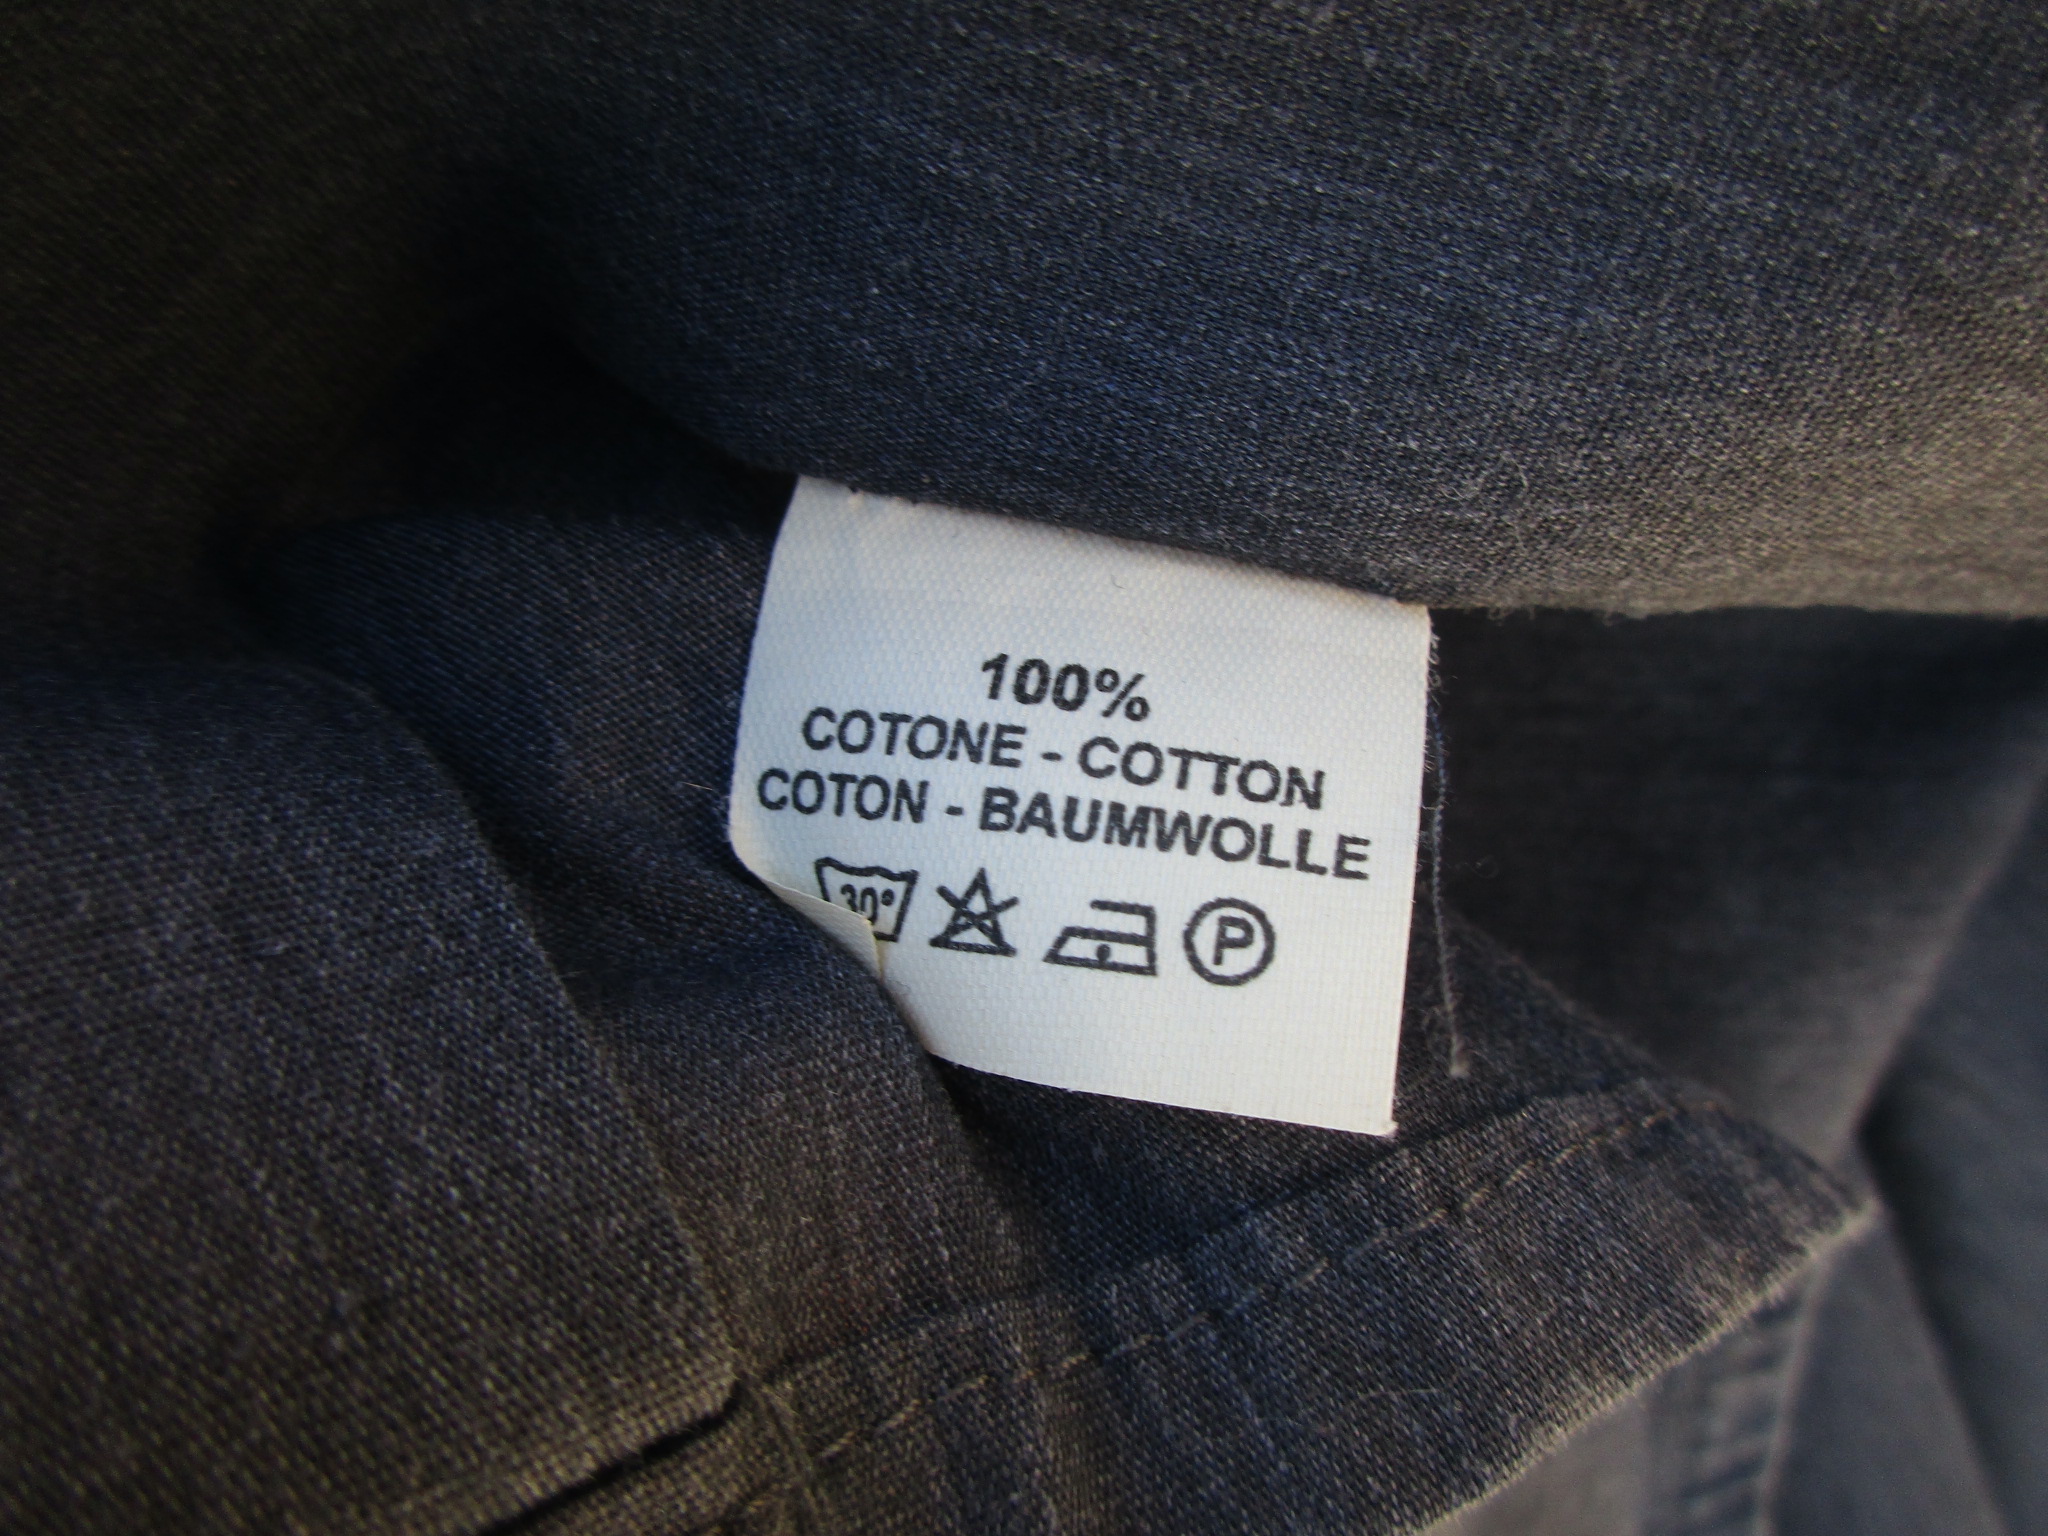 100%
COTONE - COTTON
COTON - BAUMWOLLE
30° P